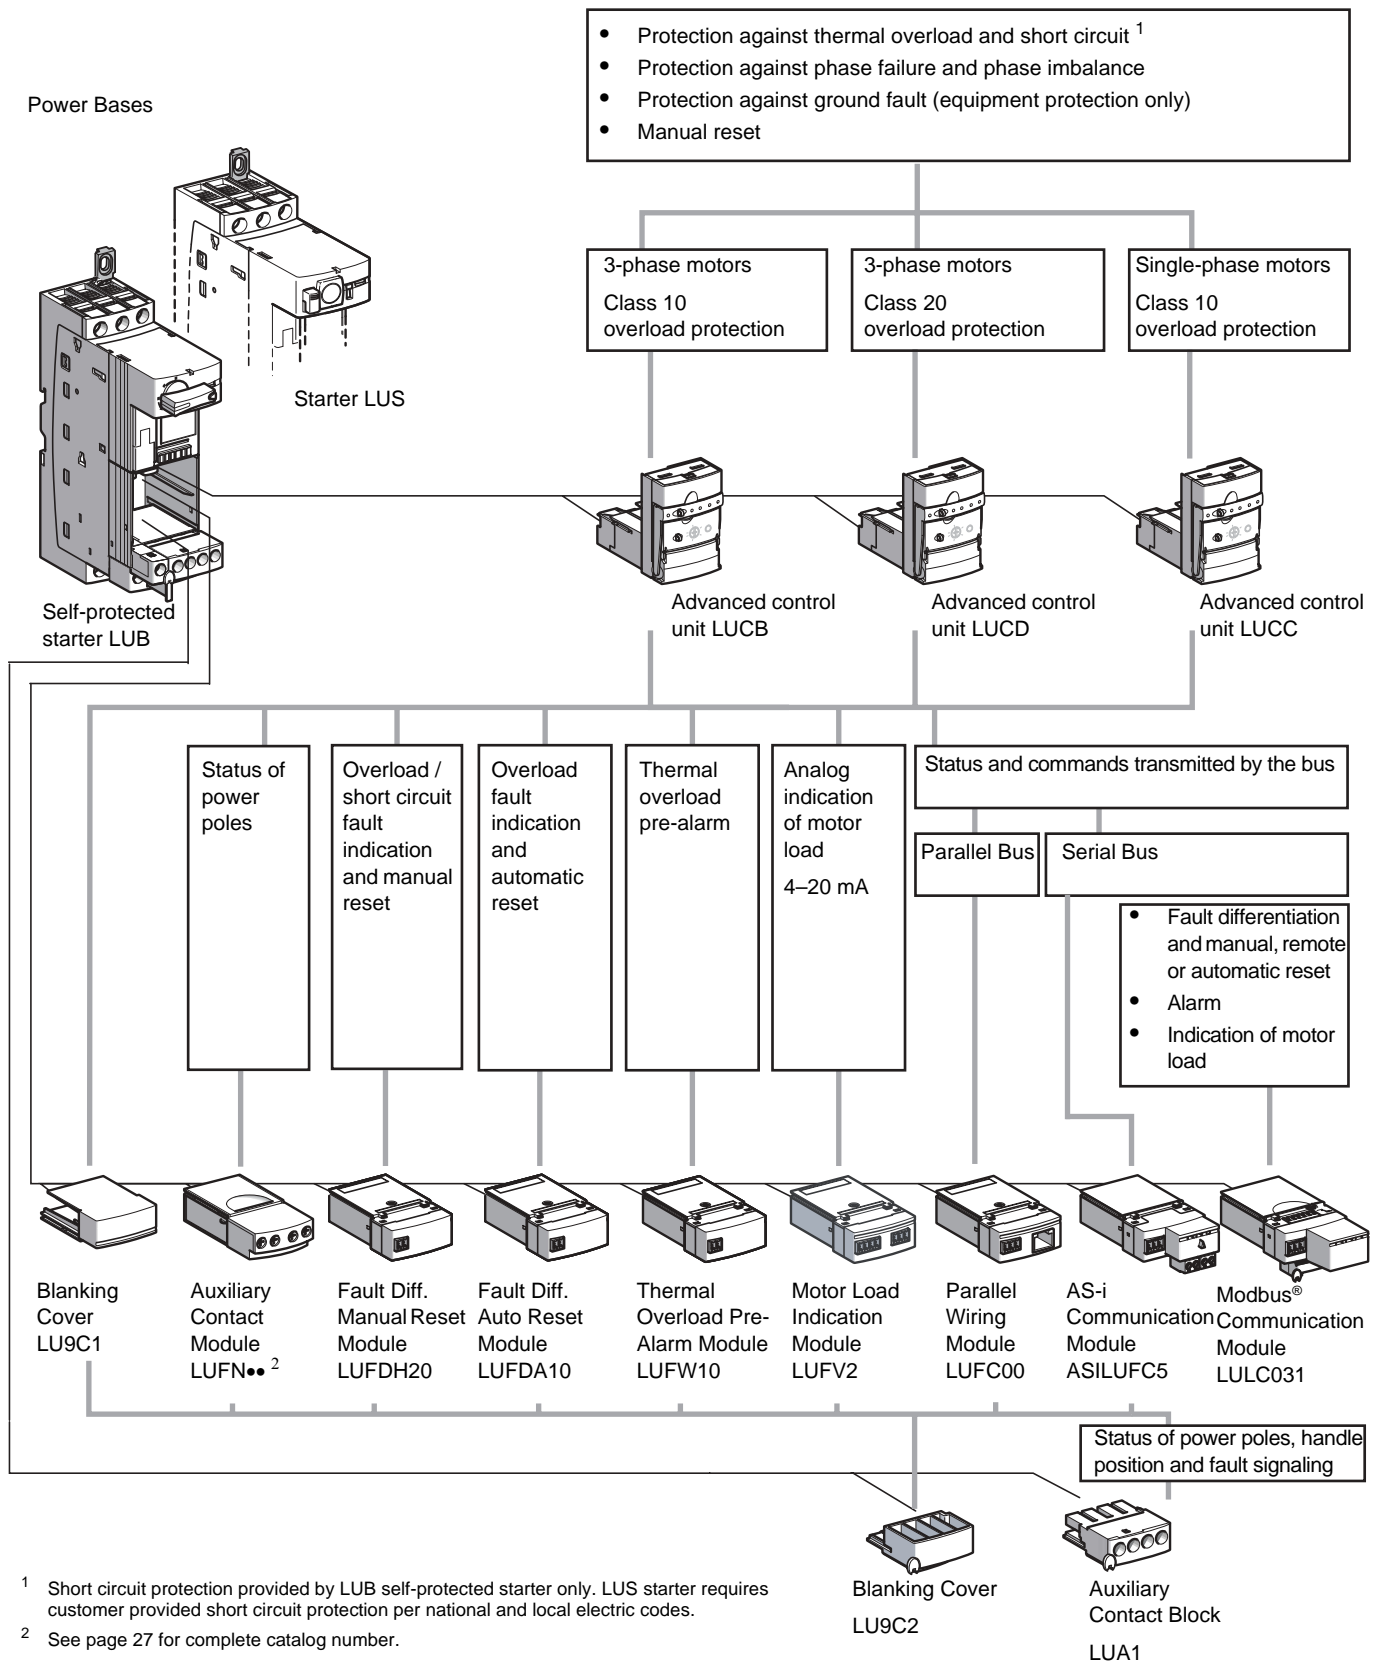 • Protection against thermal overload and short circuit 1
• Protection against phase failure and phase imbalance
• Protection against ground fault (equipment protection only)
• Manual reset
Power Bases
3-phase motors
Class 10
overload protection
3-phase motors
Class 20
overload protection
Single-phase motors
Class 10
overload protection
Starter LUS
Self-protected
starter LUB
Advanced control
unit LUCB
Advanced control
unit LUCD
Advanced control
unit LUCC
Status of
power
poles
Overload /
short circuit
fault
indication
and manual
reset
Overload
fault
indication
and
automatic
reset
Thermal
overload
pre-alarm
Analog
indication
of motor
load
4–20 mA
Status and commands transmitted by the bus
Parallel Bus
Serial Bus
• Fault differentiation
and manual, remote
or automatic reset
• Alarm
• Indication of motor
load
Blanking
Cover
LU9C1
Auxiliary
Contact
Module
LUFN•• 2
Fault Diff.
Manual Reset
Module
LUFDH20
Fault Diff.
Auto Reset
Module
LUFDA10
Thermal
Overload Pre-
Alarm Module
LUFW10
Motor Load
Indication
Module
LUFV2
Parallel
Wiring
Module
LUFC00
AS-i
Communication
Module
ASILUFC5
Modbus®
Communication
Module
LULC031
Status of power poles, handle
position and fault signaling
Blanking Cover
LU9C2
Auxiliary
Contact Block
LUA1
1 Short circuit protection provided by LUB self-protected starter only. LUS starter requires
customer provided short circuit protection per national and local electric codes.
2 See page 27 for complete catalog number.